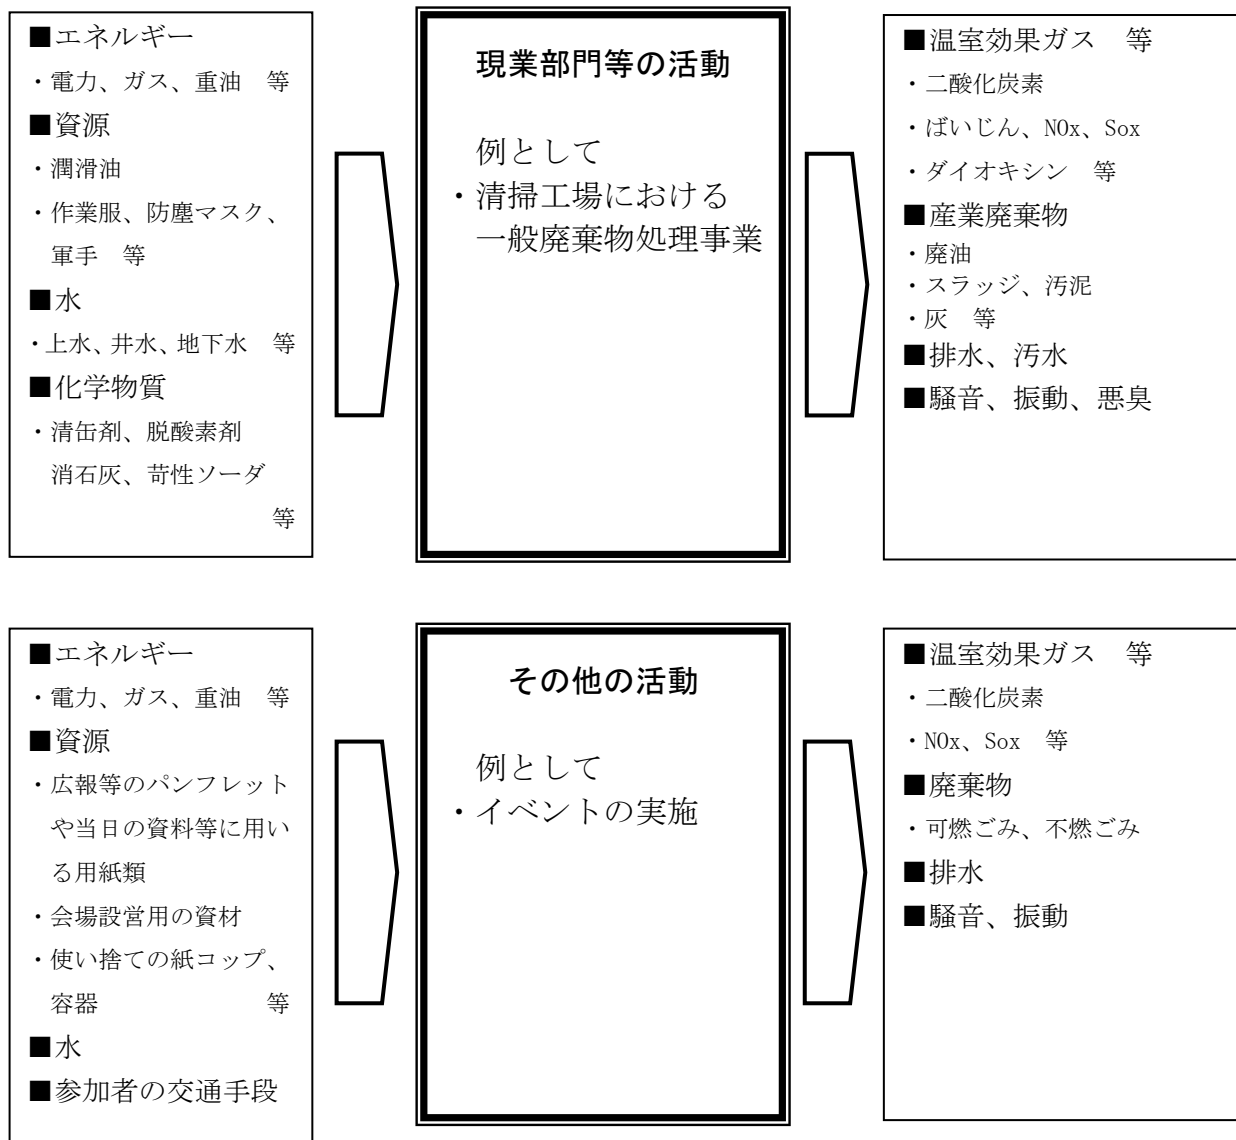 ■エネルギー
・電力、ガス、重油　等
■資源
・潤滑油
・作業服、防塵マスク、
軍手　等
■水
・上水、井水、地下水　等
■化学物質
・清缶剤、脱酸素剤
消石灰、苛性ソーダ
等
現業部門等の活動
例として
・清掃工場における
一般廃棄物処理事業
■温室効果ガス　等
・二酸化炭素
・ばいじん、NOx、Sox
・ダイオキシン　等
■産業廃棄物
・廃油
・スラッジ、汚泥
・灰　等
■排水、汚水
■騒音、振動、悪臭
■エネルギー
・電力、ガス、重油　等
■資源
・広報等のパンフレット
や当日の資料等に用い
る用紙類
・会場設営用の資材
・使い捨ての紙コップ、
容器　等
■水
■参加者の交通手段
その他の活動
例として
・イベントの実施
■温室効果ガス　等
・二酸化炭素
・NOx、Sox　等
■廃棄物
・可燃ごみ、不燃ごみ
■排水
■騒音、振動